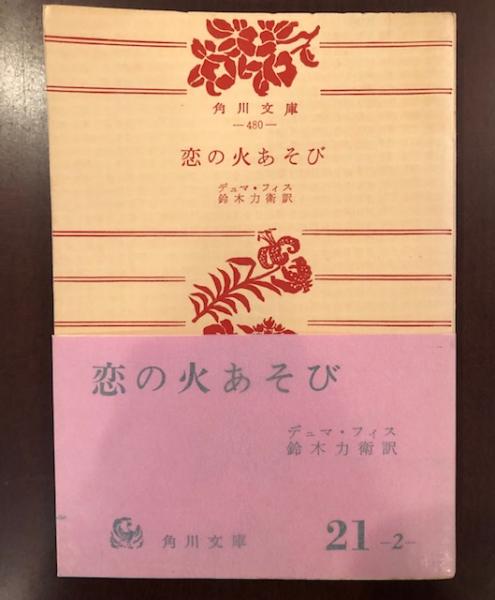 角川文庫
—480—
恋の火あそび
デュマ・フィス
鈴木力衛訳
恋の火あそび
デュマ・フィス
鈴木力衛訳
角川文庫
21 —2—